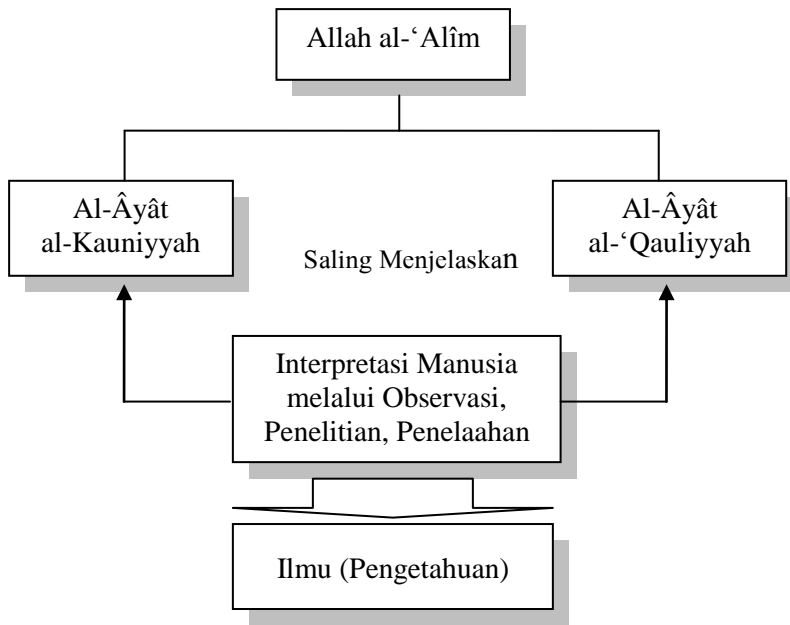 Allah al-‘Alîm
Al-Âyât
al-Kauniyyah
Al-Âyât
al-‘Qauliyyah
Saling Menjelaskan
Interpretasi Manusia
melalui Observasi,
Penelitian, Penelaahan
Ilmu (Pengetahuan)